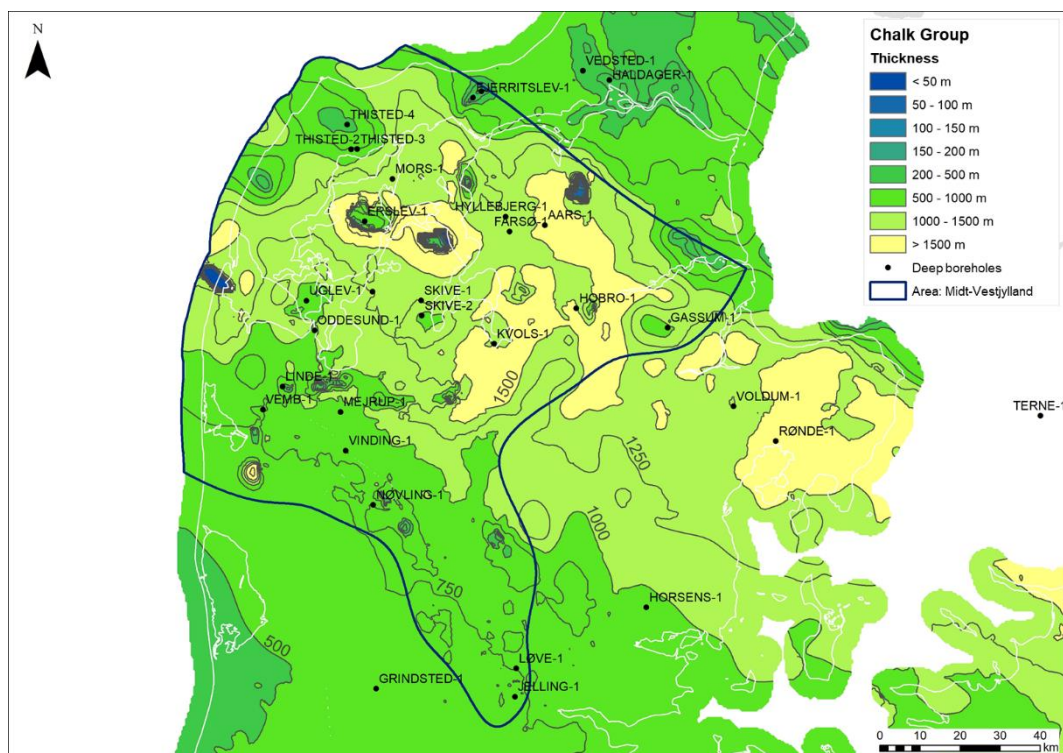 N
Chalk Group
Thickness
< 50 m
50 - 100 m
100 - 150 m
150 - 200 m
200 - 500 m
500 - 1000 m
1000 - 1500 m
> 1500 m
Deep boreholes
Area: Midt-Vestjylland
VEDSTED-1
HALDAGER-1
FJERRITSLEV-1
THISTED-4
THISTED-2 THISTED-3
MORS-1
ERSLEV-1
HYLLEBJERG-1
FARSØ-1
AARS-1
UGLEV-1
SKIVE-1
SKIVE-2
HOBRO-1
GASSUM-1
ODDESUND-1
KVOLS-1
1500
LINDE-1
VEMB-1
MEJRUP-1
VOLDUM-1
TERNE-1
RØNDE-1
VINDING-1
1250
NØVLING-1
1000
750
HORSENS-1
500
LØVE-1
GRINDSTED-1
JELLING-1
0 10 20 30 40
km